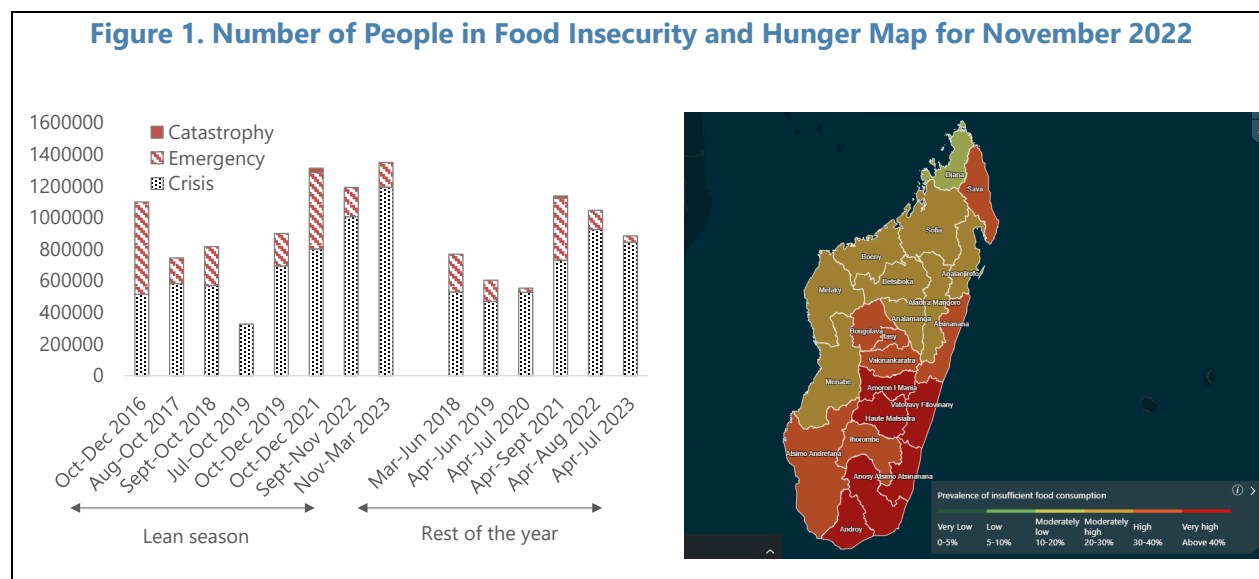 Figure 1. Number of People in Food Insecurity and Hunger Map for November 2022
1600000
1400000
1200000
1000000
800000
600000
400000
200000
0
Catastrophy
Emergency
Crisis
Oct-Dec 2016
Aug-Oct 2017
Sept-Oct 2018
Jul-Oct 2019
Oct-Dec 2019
Oct-Dec 2021
Sept-Nov 2022
Nov-Mar 2023
Mar-Jun 2018
Apr-Jun 2019
Apr-Jul 2020
Apr-Sept 2021
Apr-Aug 2022
Apr-Jul 2023
Lean season
Rest of the year
Diana
Sava
Sofia
Boeny
Analanjirofo
Betsiboka
Melaky
Alaotra Mangoro
Analamanga
Atsinanana
Bongolava
Itasy
Vakinankaratra
Menabe
Amoron I Mania
Vatovavy Fitovinany
Haute Matsiatra
Ihorombe
Atsimo Andrefana
Anosy
Atsimo Atsinanana
Androy
Prevalence of insufficient food consumption
Very Low
0-5%
Low
5-10%
Moderately
low
10-20%
Moderately
high
20-30%
High
30-40%
Very high
Above 40%